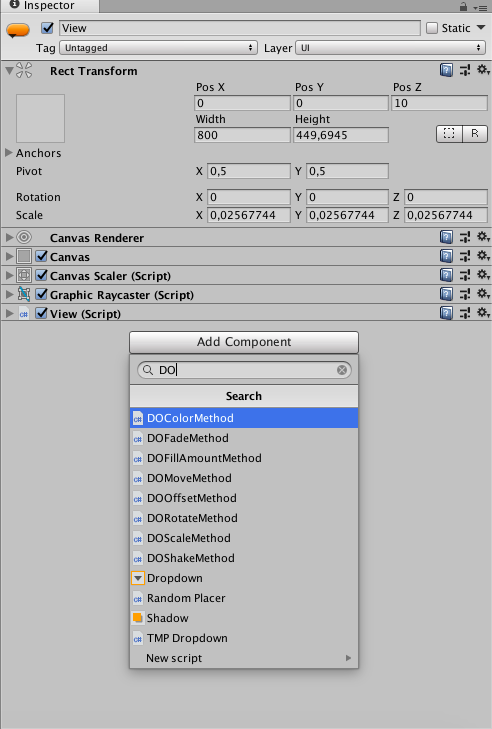 Inspector
View Static
Tag Untagged Layer UI
Rect Transform
Pos X Pos Y Pos Z
0 0 10
Width Height
800 449,6945 R
Anchors
Pivot X 0,5 Y 0,5
Rotation X 0 Y 0 Z 0
Scale X 0,02567744 Y 0,02567744 Z 0,02567744
Canvas Renderer
Canvas
Canvas Scaler (Script)
Graphic Raycaster (Script)
View (Script)
Add Component
DO
Search
DOColorMethod
DOFadeMethod
DOFillAmountMethod
DOMoveMethod
DOOffsetMethod
DORotateMethod
DOScaleMethod
DOShakeMethod
Dropdown
Random Placer
Shadow
TMP Dropdown
New script